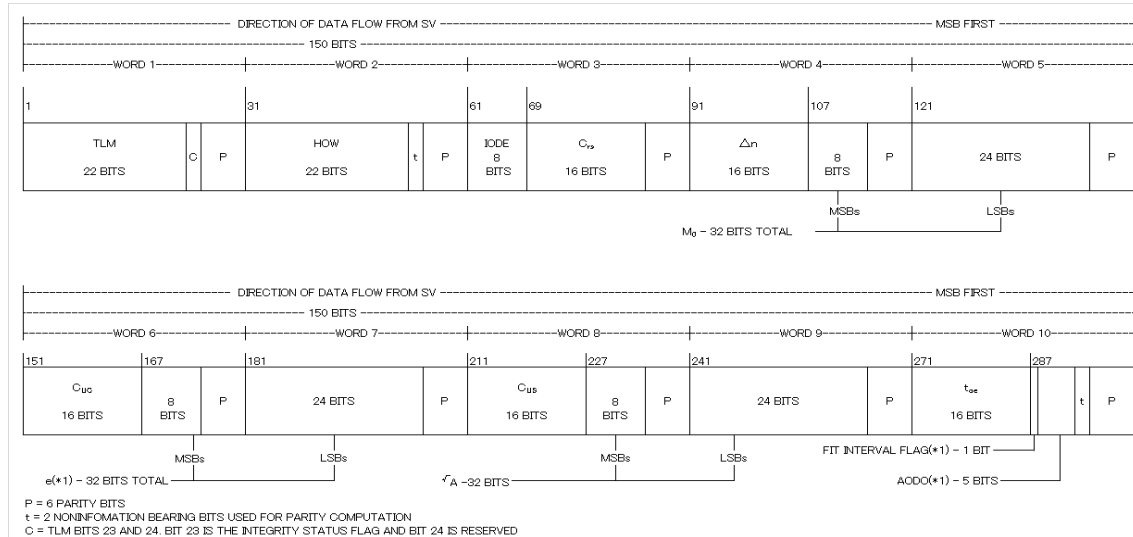 DIRECTION OF DATA FLOW FROM SV MSB FIRST
150 BITS
WORD 1 WORD 2 WORD 3 WORD 4 WORD 5
1 31 61 69 91 107 121
TLM HOW IODE Crs Δn
22 BITS C P 22 BITS t P 8 BITS 16 BITS P 16 BITS 8 BITS P 24 BITS P
MSBs LSBs
M₀ - 32 BITS TOTAL
DIRECTION OF DATA FLOW FROM SV MSB FIRST
150 BITS
WORD 6 WORD 7 WORD 8 WORD 9 WORD 10
151 167 181 211 227 241 271 287
CUC CUS toe
16 BITS 8 BITS P 24 BITS P 16 BITS 8 BITS P 24 BITS P 16 BITS t P
MSBs LSBs MSBs LSBs FIT INTERVAL FLAG(*1) - 1 BIT
e(*1) - 32 BITS TOTAL √A -32 BITS AODO(*1) - 5 BITS
P = 6 PARITY BITS
t = 2 NONINFOMATION BEARING BITS USED FOR PARITY COMPUTATION
C = TLM BITS 23 AND 24. BIT 23 IS THE INTEGRITY STATUS FLAG AND BIT 24 IS RESERVED